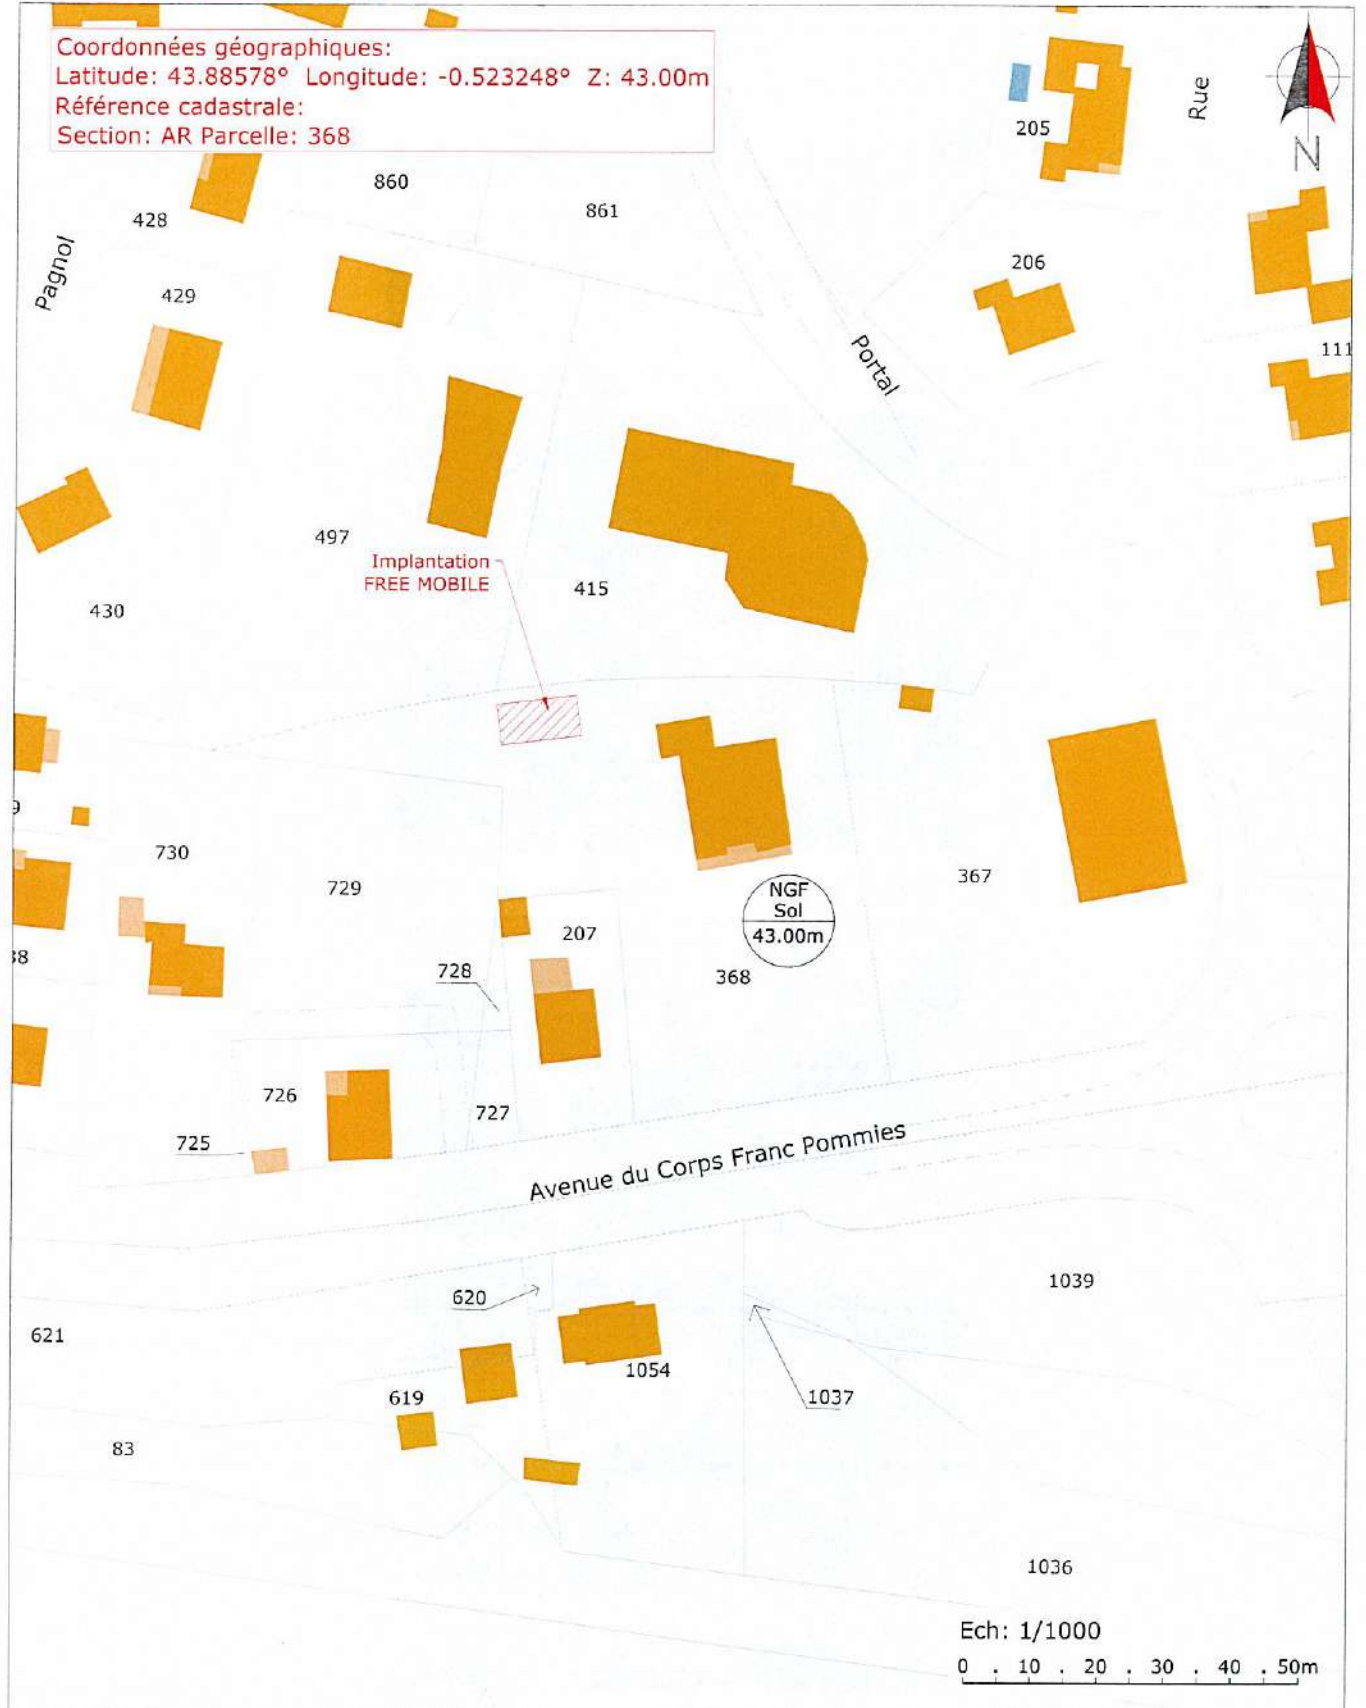 Coordonnées géographiques:
Latitude: 43.88578° Longitude: -0.523248° Z: 43.00m
Référence cadastrale:
Section: AR Parcelle: 368
Rue
N
205
860
861
428
Pagnol
429
206
Portal
111
497
Implantation
FREE MOBILE
415
430
9
730
729
367
NGF
Sol
43.00m
207
38
728
368
726
727
725
Avenue du Corps Franc Pommies
620
1039
621
1054
619
1037
83
1036
Ech: 1/1000
0 . 10 . 20 . 30 . 40 . 50m